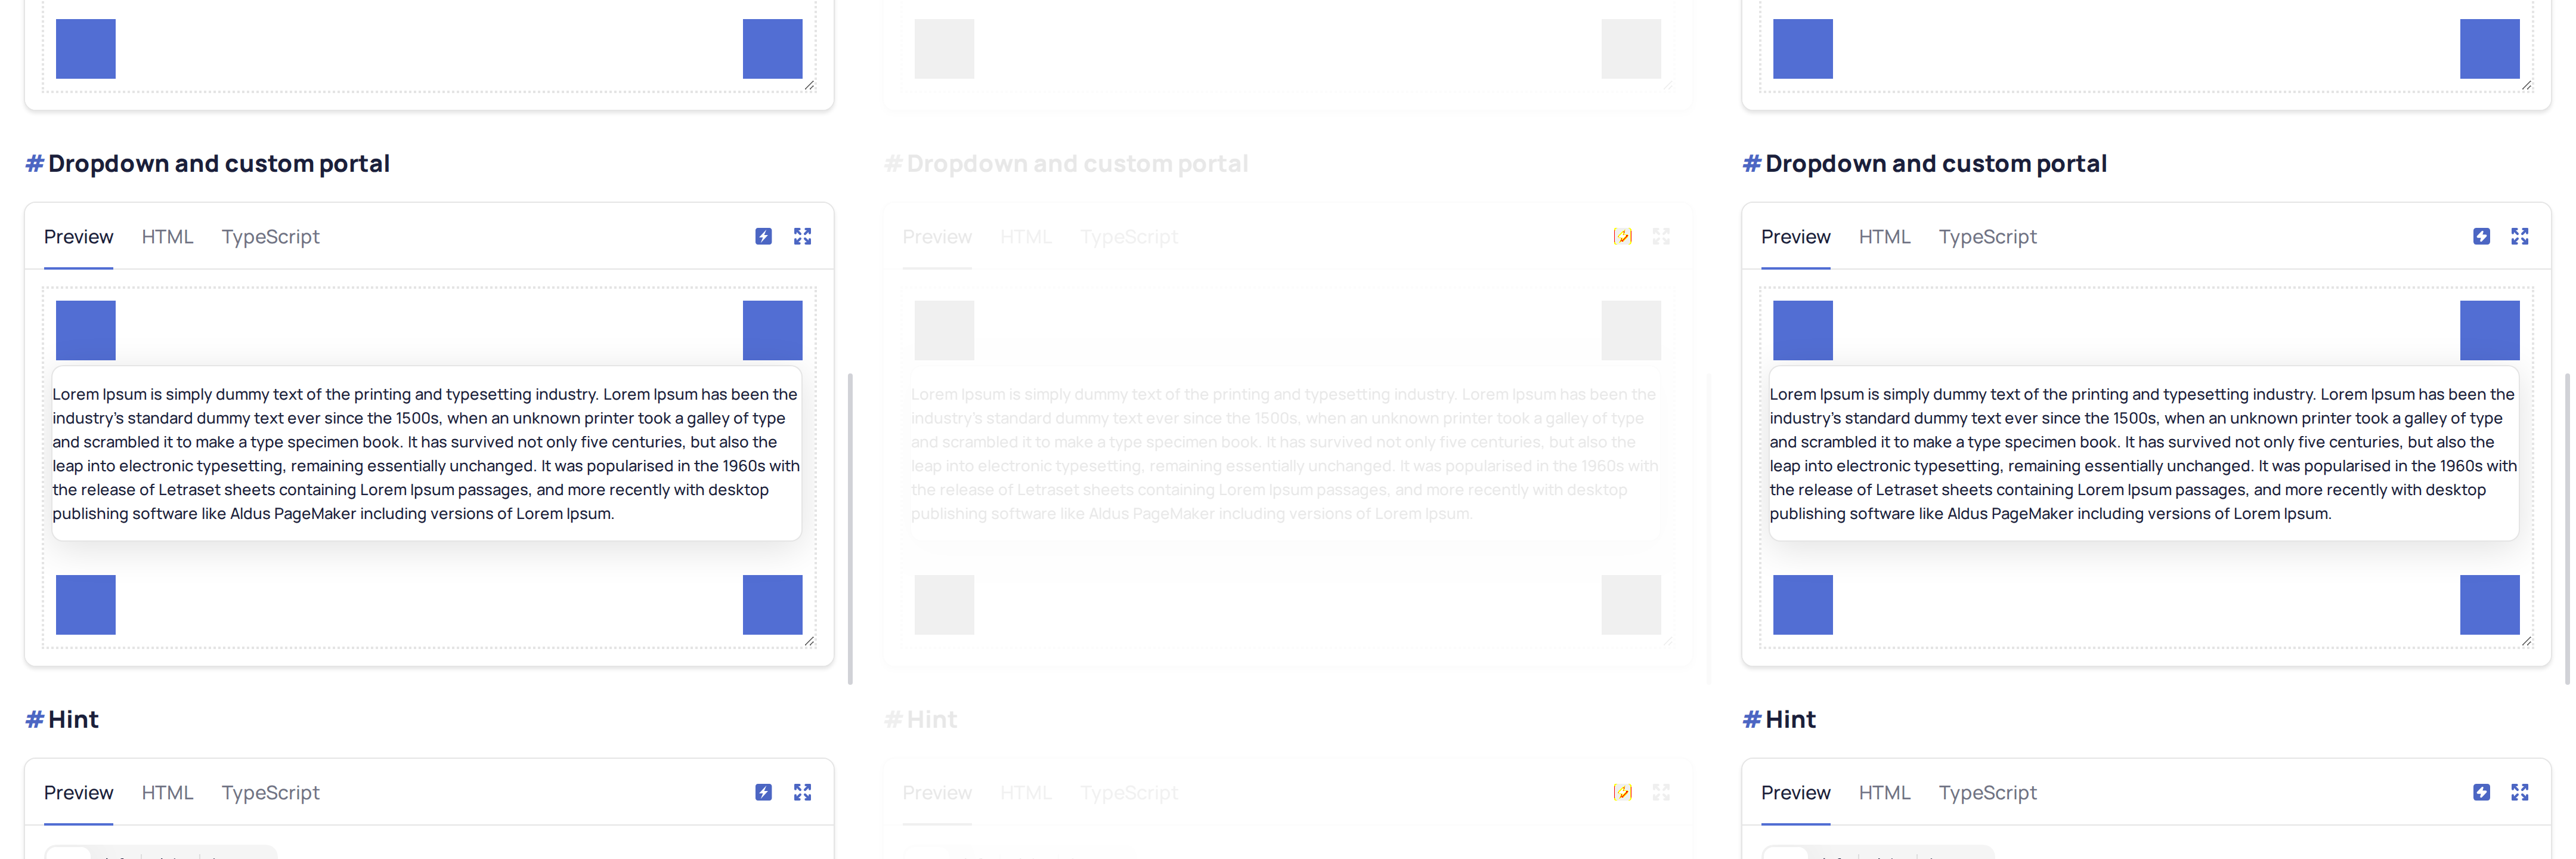 # Dropdown and custom portal
Preview HTML TypeScript
Lorem Ipsum is simply dummy text of the printing and typesetting industry. Lorem Ipsum has been the
industry's standard dummy text ever since the 1500s, when an unknown printer took a galley of type
and scrambled it to make a type specimen book. It has survived not only five centuries, but also the
leap into electronic typesetting, remaining essentially unchanged. It was popularised in the 1960s with
the release of Letraset sheets containing Lorem Ipsum passages, and more recently with desktop
publishing software like Aldus PageMaker including versions of Lorem Ipsum.
# Hint
Preview HTML TypeScript
# Dropdown and custom portal
Preview HTML TypeScript
Lorem Ipsum is simply dummy text of the printing and typesetting industry. Lorem Ipsum has been the
industry's standard dummy text ever since the 1500s, when an unknown printer took a galley of type
and scrambled it to make a type specimen book. It has survived not only five centuries, but also the
leap into electronic typesetting, remaining essentially unchanged. It was popularised in the 1960s with
the release of Letraset sheets containing Lorem Ipsum passages, and more recently with desktop
publishing software like Aldus PageMaker including versions of Lorem Ipsum.
# Hint
Preview HTML TypeScript
# Dropdown and custom portal
Preview HTML TypeScript
Lorem Ipsum is simply dummy text of the printing and typesetting industry. Lorem Ipsum has been the
industry's standard dummy text ever since the 1500s, when an unknown printer took a galley of type
and scrambled it to make a type specimen book. It has survived not only five centuries, but also the
leap into electronic typesetting, remaining essentially unchanged. It was popularised in the 1960s with
the release of Letraset sheets containing Lorem Ipsum passages, and more recently with desktop
publishing software like Aldus PageMaker including versions of Lorem Ipsum.
# Hint
Preview HTML TypeScript